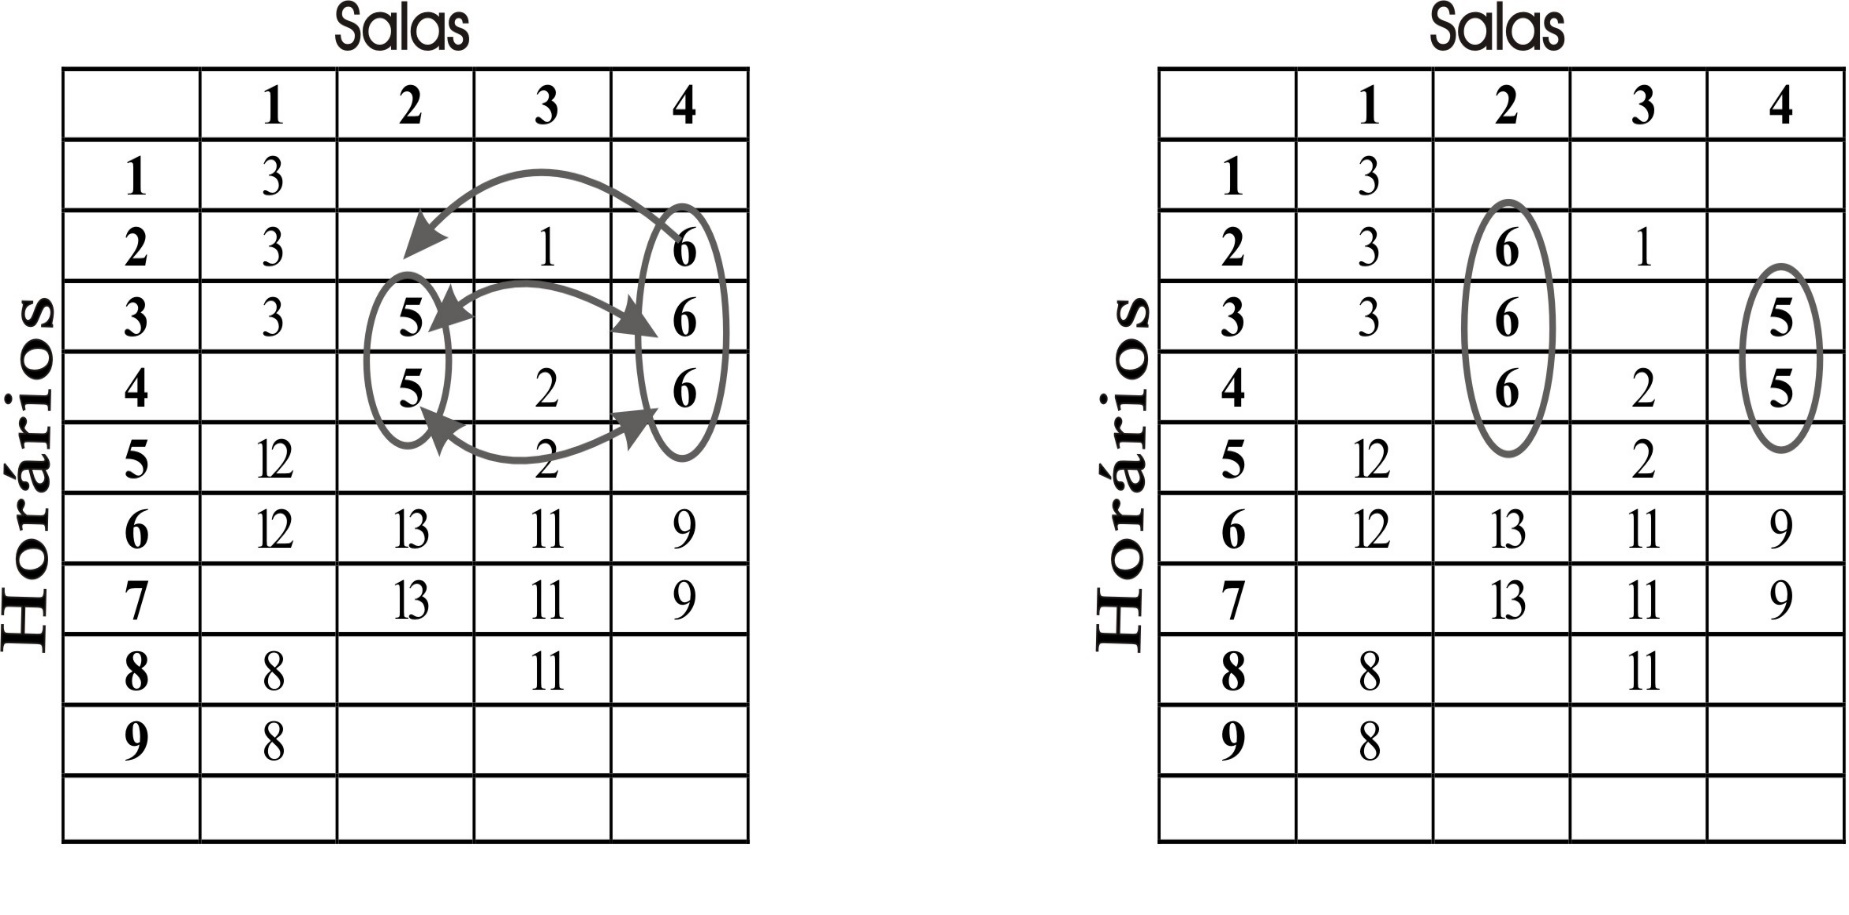 Salas
Horários
1 2 3 4
1 3
2 3 1 6
3 3 5 6
4 5 2 6
5 12 2
6 12 13 11 9
7 13 11 9
8 8 11
9 8
Salas
Horários
1 2 3 4
1 3
2 3 6 1
3 3 6 5
4 6 2 5
5 12 2
6 12 13 11 9
7 13 11 9
8 8 11
9 8